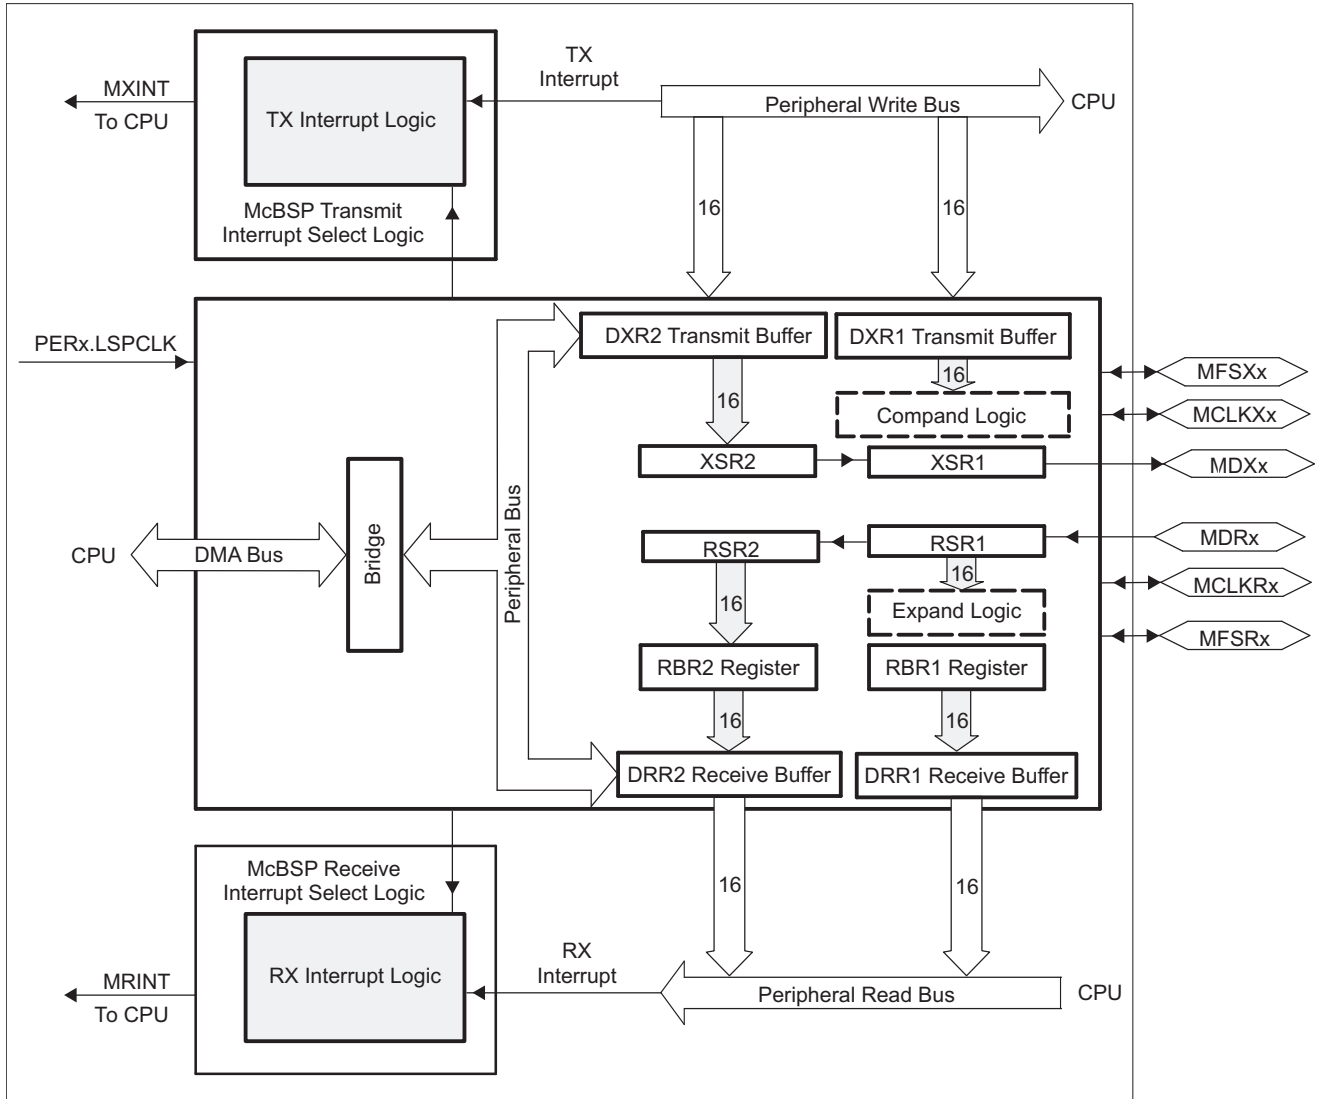 TX
Interrupt
MXINT
To CPU
TX Interrupt Logic
Peripheral Write Bus
CPU
McBSP Transmit
Interrupt Select Logic
16
16
PERx.LSPCLK
DXR2 Transmit Buffer
DXR1 Transmit Buffer
16
16
Compand Logic
MFSXx
MCLKXx
XSR2
XSR1
MDXx
Peripheral Bus
CPU
DMA Bus
Bridge
RSR2
RSR1
MDRx
16
16
Expand Logic
MCLKRx
MFSRx
RBR2 Register
RBR1 Register
16
16
DRR2 Receive Buffer
DRR1 Receive Buffer
McBSP Receive
Interrupt Select Logic
16
16
RX Interrupt Logic
RX
Interrupt
MRINT
To CPU
Peripheral Read Bus
CPU